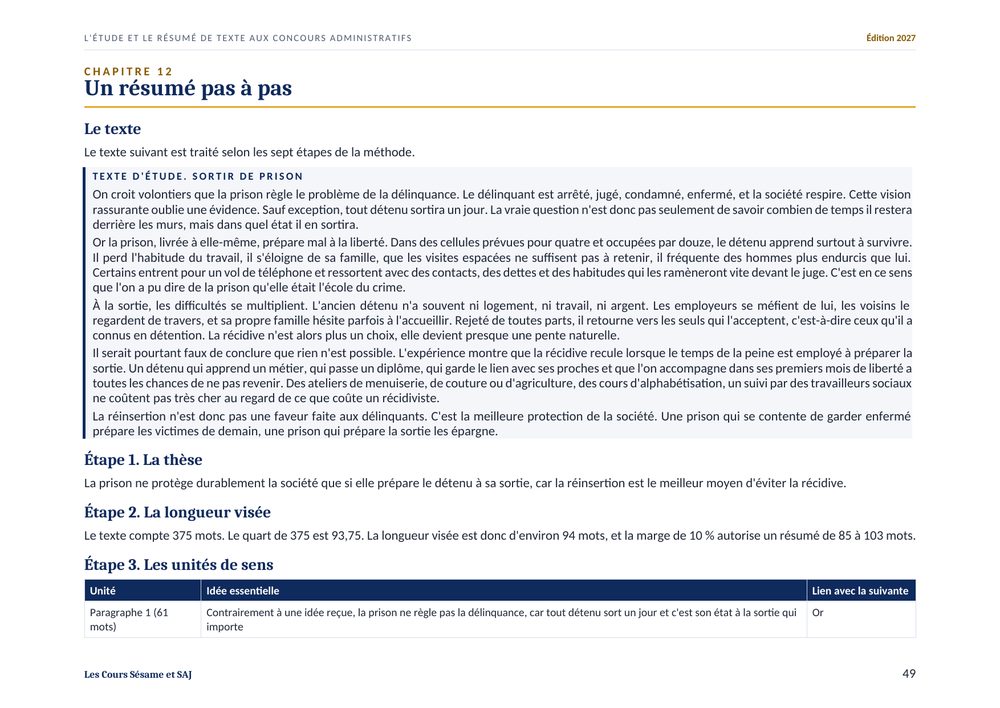 L'ÉTUDE ET LE RÉSUMÉ DE TEXTE AUX CONCOURS ADMINISTRATIFS
Édition 2027
CHAPITRE 12
Un résumé pas à pas
Le texte
Le texte suivant est traité selon les sept étapes de la méthode.
TEXTE D'ÉTUDE. SORTIR DE PRISON
On croit volontiers que la prison règle le problème de la délinquance. Le délinquant est arrêté, jugé, condamné, enfermé, et la société respire. Cette vision
rassurante oublie une évidence. Sauf exception, tout détenu sortira un jour. La vraie question n'est donc pas seulement de savoir combien de temps il restera
derrière les murs, mais dans quel état il en sortira.
Or la prison, livrée à elle-même, prépare mal à la liberté. Dans des cellules prévues pour quatre et occupées par douze, le détenu apprend surtout à survivre.
Il perd l'habitude du travail, il s'éloigne de sa famille, que les visites espacées ne suffisent pas à retenir, il fréquente des hommes plus endurcis que lui.
Certains entrent pour un vol de téléphone et ressortent avec des contacts, des dettes et des habitudes qui les ramèneront vite devant le juge. C'est en ce sens
que l'on a pu dire de la prison qu'elle était l'école du crime.
À la sortie, les difficultés se multiplient. L'ancien détenu n'a souvent ni logement, ni travail, ni argent. Les employeurs se méfient de lui, les voisins le
regardent de travers, et sa propre famille hésite parfois à l'accueillir. Rejeté de toutes parts, il retourne vers les seuls qui l'acceptent, c'est-à-dire ceux qu'il a
connus en détention. La récidive n'est alors plus un choix, elle devient presque une pente naturelle.
Il serait pourtant faux de conclure que rien n'est possible. L'expérience montre que la récidive recule lorsque le temps de la peine est employé à préparer la
sortie. Un détenu qui apprend un métier, qui passe un diplôme, qui garde le lien avec ses proches et que l'on accompagne dans ses premiers mois de liberté a
toutes les chances de ne pas revenir. Des ateliers de menuiserie, de couture ou d'agriculture, des cours d'alphabétisation, un suivi par des travailleurs sociaux
ne coûtent pas très cher au regard de ce que coûte un récidiviste.
La réinsertion n'est donc pas une faveur faite aux délinquants. C'est la meilleure protection de la société. Une prison qui se contente de garder enfermé
prépare les victimes de demain, une prison qui prépare la sortie les épargne.
Étape 1. La thèse
La prison ne protège durablement la société que si elle prépare le détenu à sa sortie, car la réinsertion est le meilleur moyen d'éviter la récidive.
Étape 2. La longueur visée
Le texte compte 375 mots. Le quart de 375 est 93,75. La longueur visée est donc d'environ 94 mots, et la marge de 10 % autorise un résumé de 85 à 103 mots.
Étape 3. Les unités de sens
Unité
Idée essentielle
Lien avec la suivante
Paragraphe 1 (61
mots)
Contrairement à une idée reçue, la prison ne règle pas la délinquance, car tout détenu sort un jour et c'est son état à la sortie qui
importe
Or
Les Cours Sésame et SAJ
49